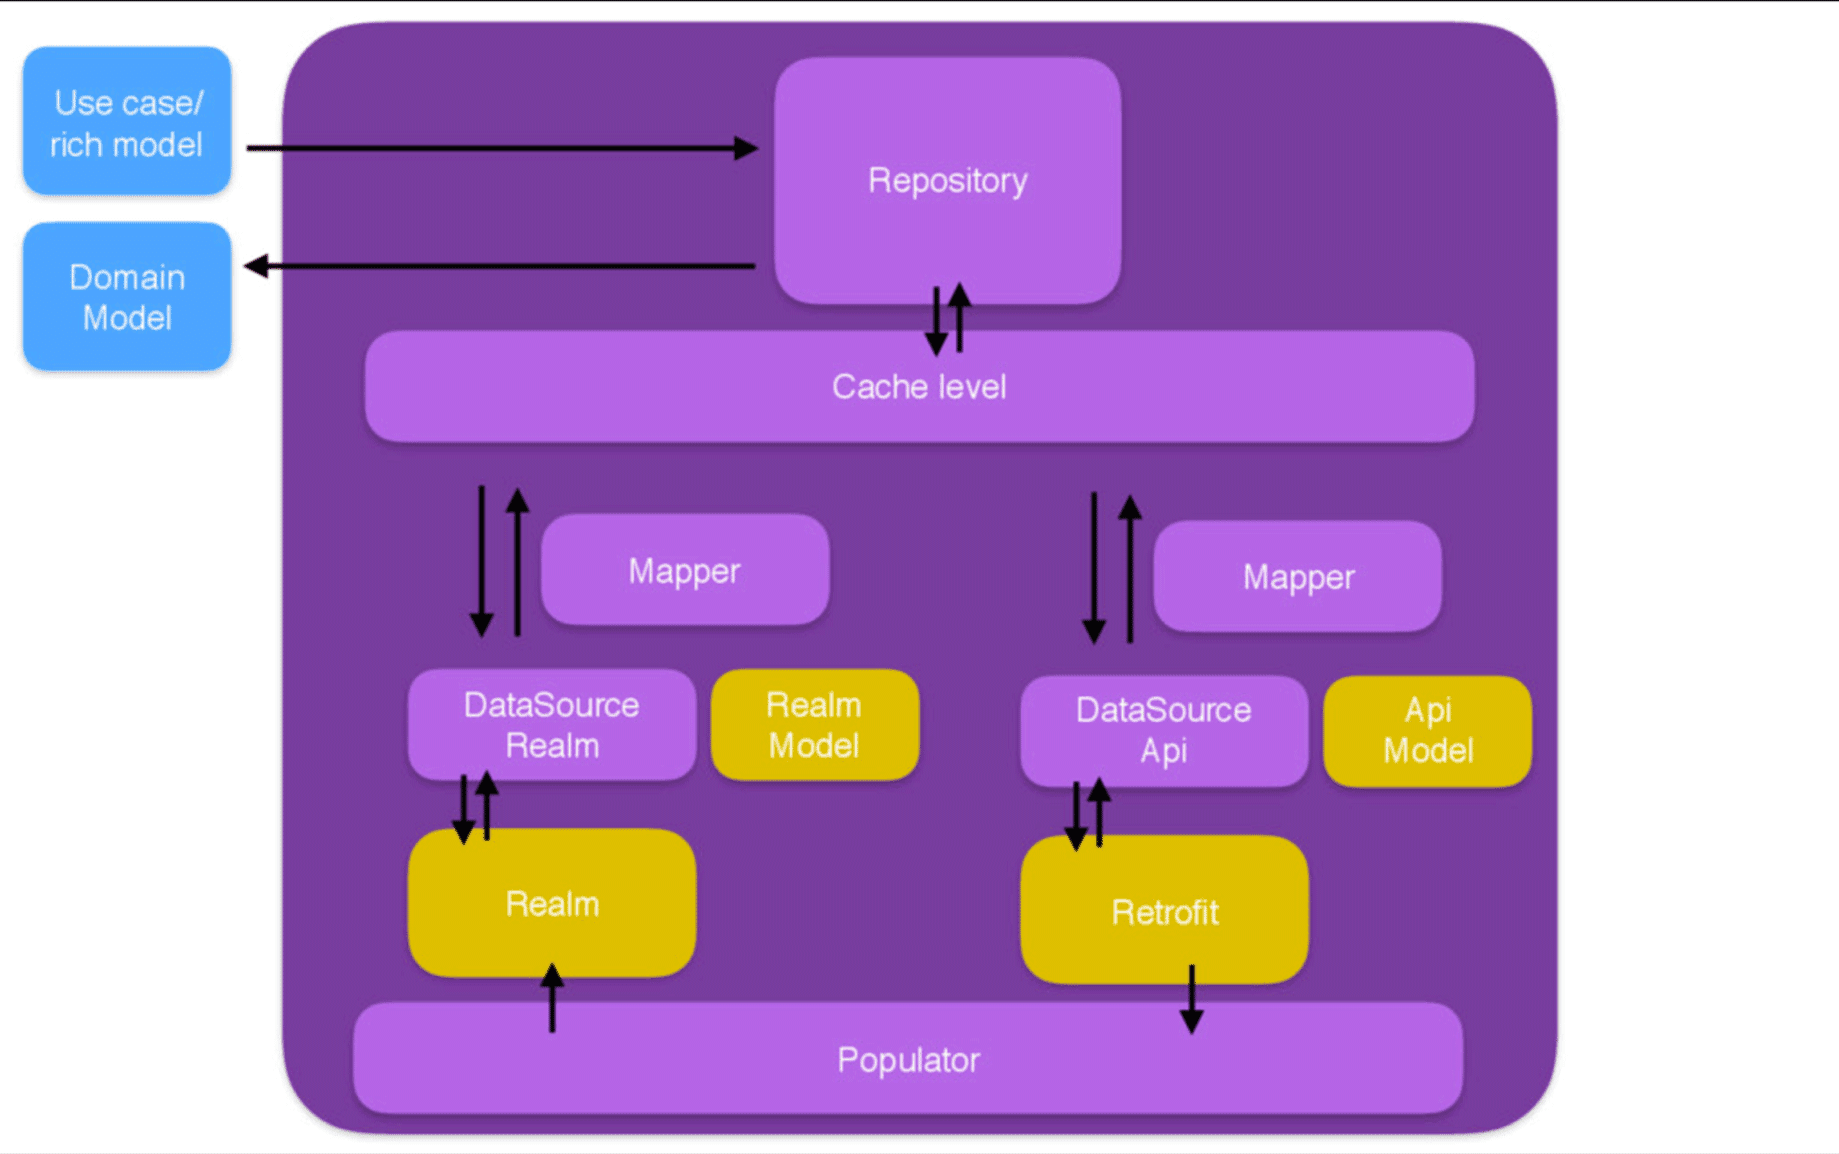 Use case/
rich model
Repository
Domain
Model
Cache level
Mapper
Mapper
DataSource
Realm
Realm
Model
DataSource
Api
Api
Model
Realm
Retrofit
Populator